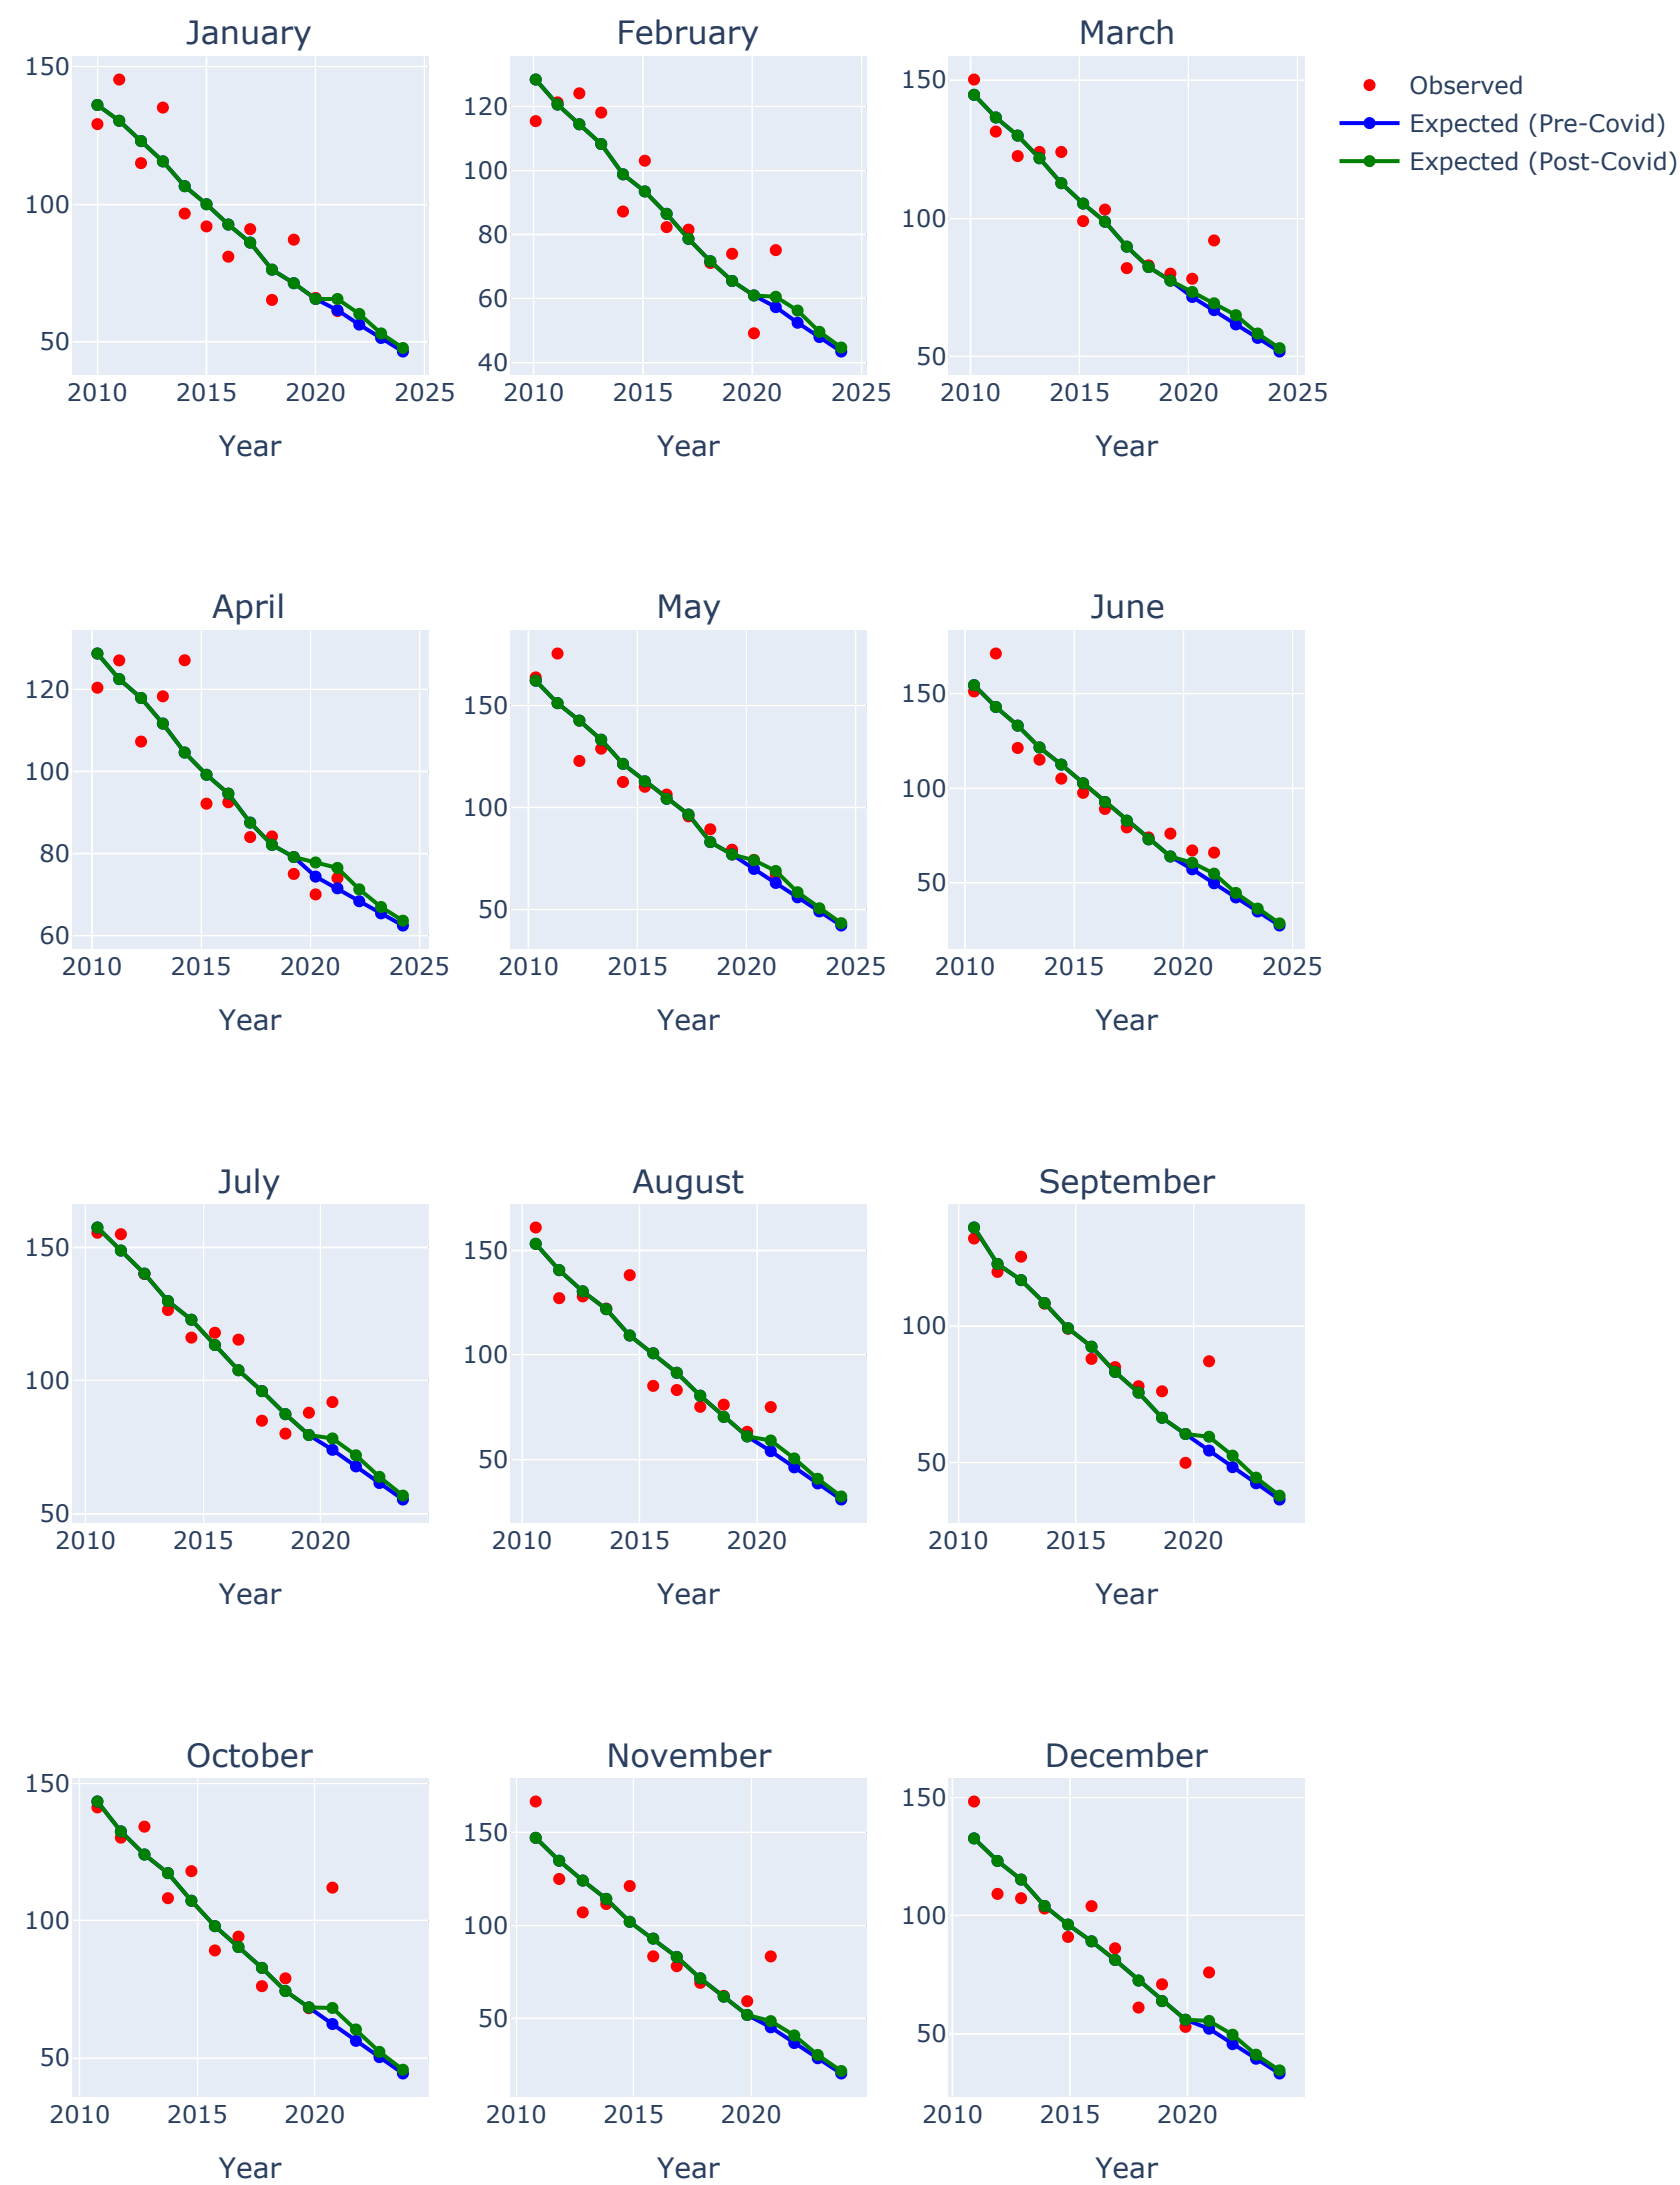 January February March
150
100
50
2010 2015 2020 2025
Year
120
100
80
60
40
2010 2015 2020 2025
Year
150
100
50
2010 2015 2020 2025
Year
Observed
Expected (Pre-Covid)
Expected (Post-Covid)
April May June
120
100
80
60
2010 2015 2020 2025
Year
150
100
50
2010 2015 2020 2025
Year
150
100
50
2010 2015 2020 2025
Year
July August September
150
100
50
2010 2015 2020
Year
150
100
50
2010 2015 2020
Year
100
50
2010 2015 2020
Year
October November December
150
100
50
2010 2015 2020
Year
150
100
50
2010 2015 2020
Year
150
100
50
2010 2015 2020
Year